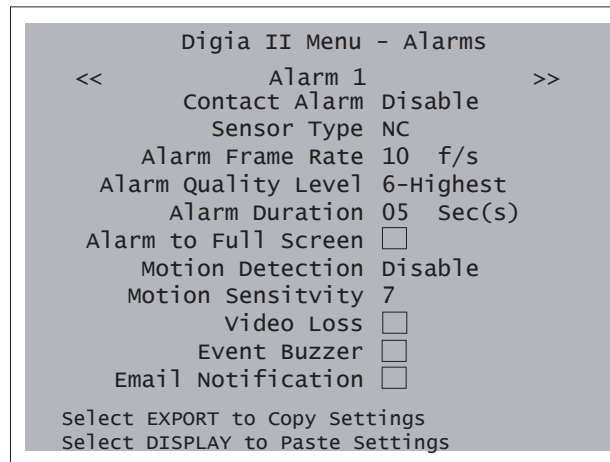 Digia II Menu - Alarms
<< Alarm 1 >>
Contact Alarm Disable
Sensor Type NC
Alarm Frame Rate 10 f/s
Alarm Quality Level 6-Highest
Alarm Duration 05 Sec(s)
Alarm to Full Screen
Motion Detection Disable
Motion Sensitvity 7
Video Loss
Event Buzzer
Email Notification
Select EXPORT to Copy Settings
Select DISPLAY to Paste Settings